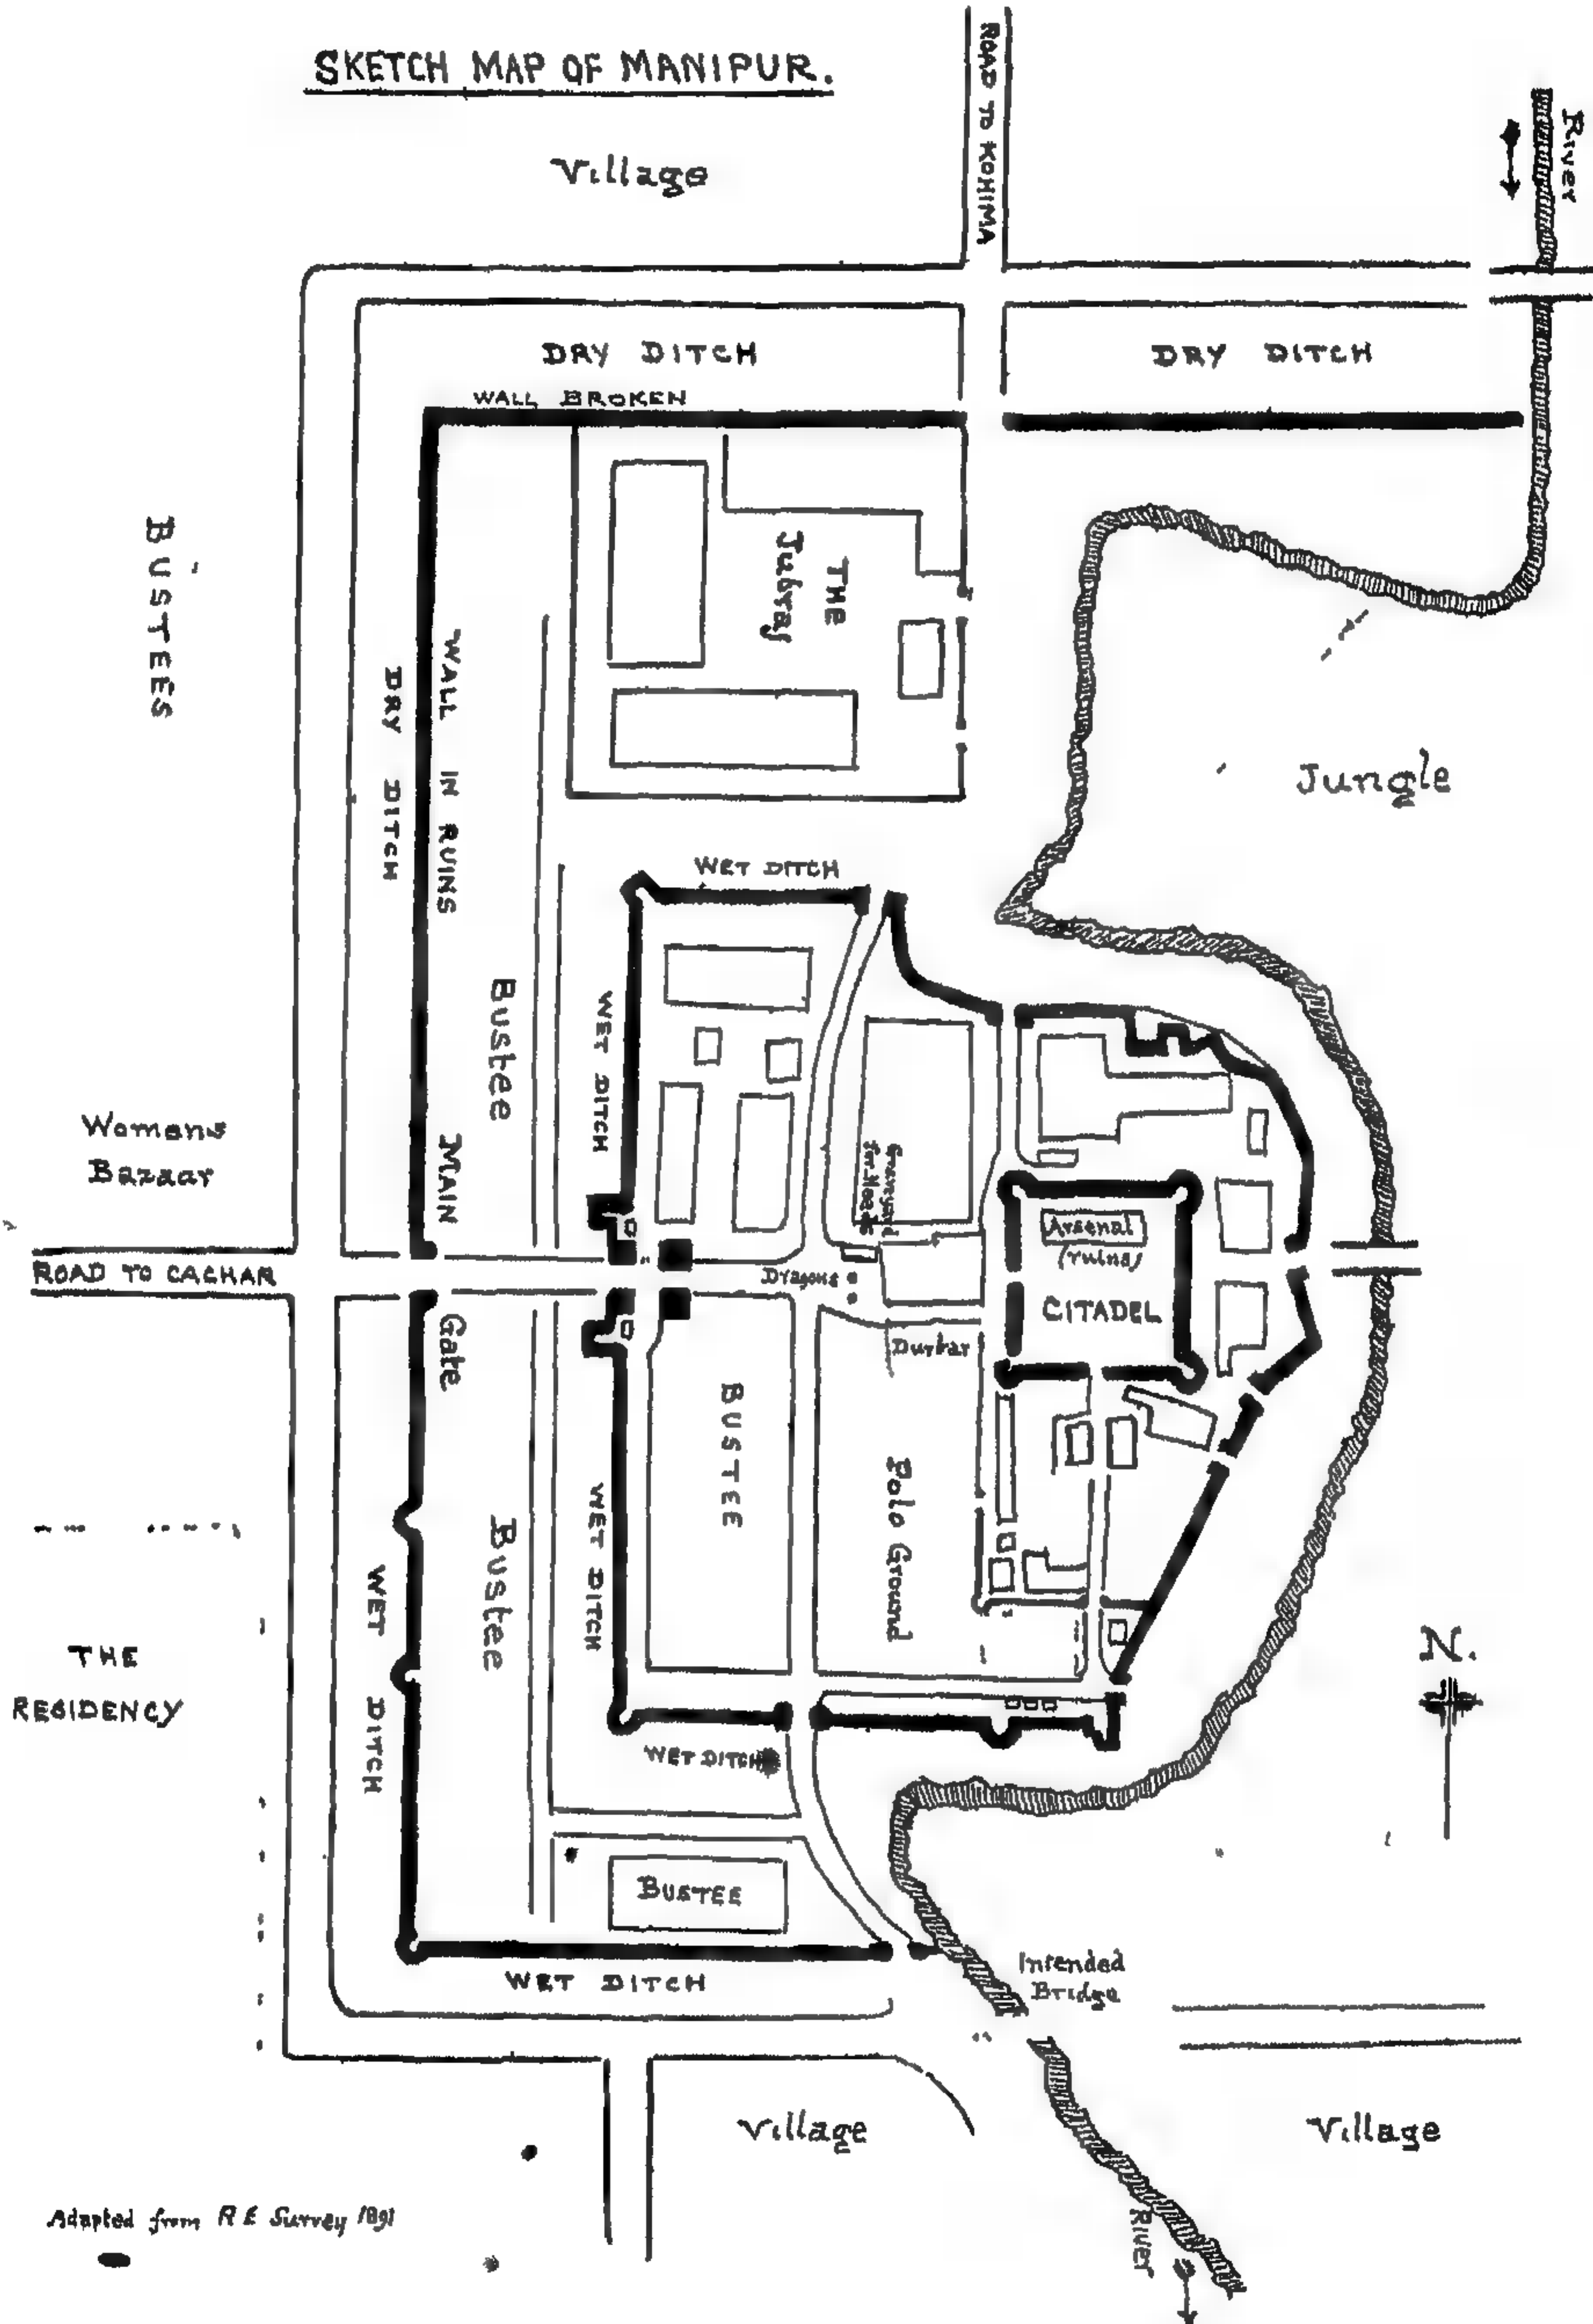 SKETCH MAP OF MANIPUR.
Village
ROAD TO KOHIMA
River
DRY DITCH
DRY DITCH
WALL BROKEN
BUSTEES
THE
Jubraj
WALL IN RUINS
DRY DITCH
Jungle
WET DITCH
Bustee
WET DITCH
Womens
Bazaar
MAIN
Gate
Graveyard
for Heads
Arsenal
(ruins)
ROAD TO CACHAR
Dragons
CITADEL
Durbar
BUSTEE
Polo Ground
WET DITCH
Bustee
WET DITCH
THE
RESIDENCY
N.
WET DITCH
BUSTEE
WET DITCH
Intended
Bridge
Village
Village
River
Adapted from R E Survey 1891